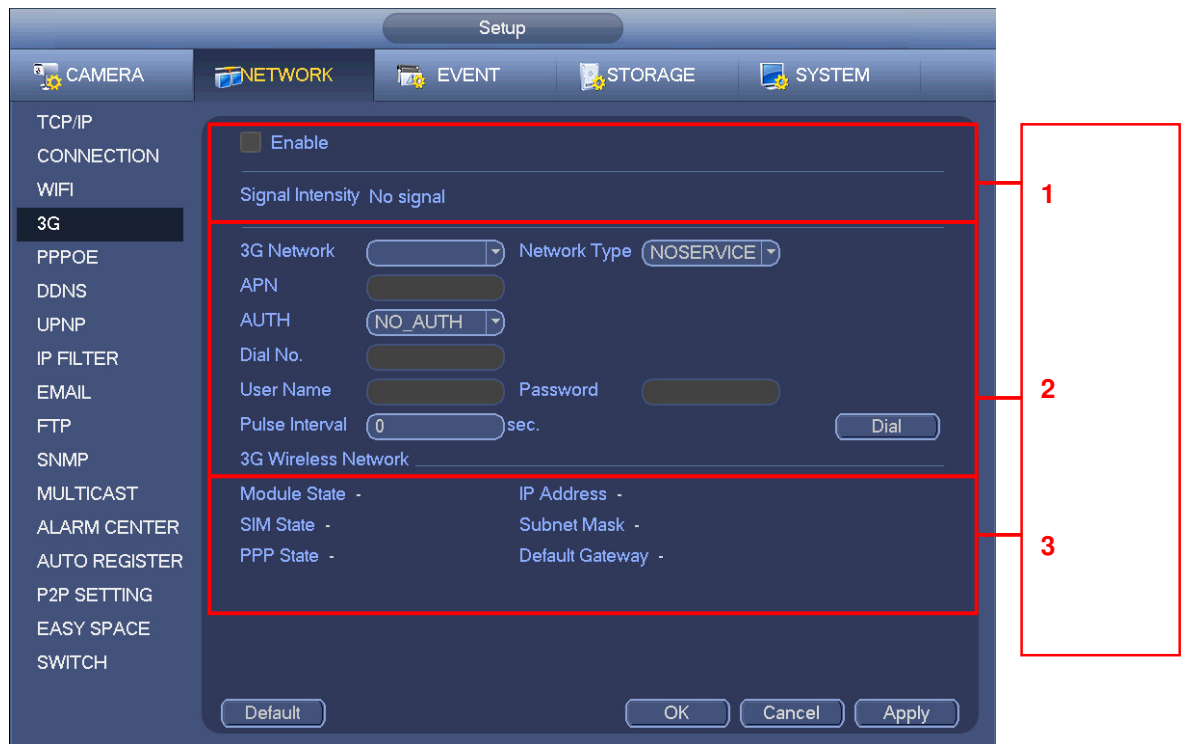 Setup
CAMERA NETWORK EVENT STORAGE SYSTEM
TCP/IP
CONNECTION
WIFI
3G
PPPOE
DDNS
UPNP
IP FILTER
EMAIL
FTP
SNMP
MULTICAST
ALARM CENTER
AUTO REGISTER
P2P SETTING
EASY SPACE
SWITCH
Enable
Signal Intensity No signal
1
3G Network Network Type NOSERVICE
APN
AUTH NO_AUTH
Dial No.
User Name Password
Pulse Interval 0 sec. Dial
3G Wireless Network
2
Module State - IP Address -
SIM State - Subnet Mask -
PPP State - Default Gateway -
3
Default OK Cancel Apply